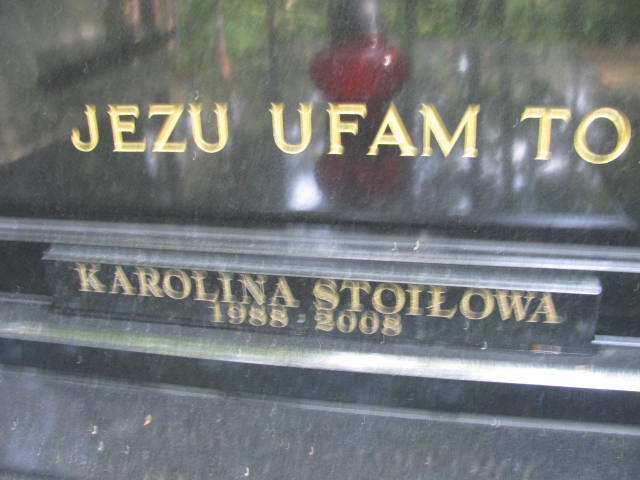 JEZU UFAM TO
KAROLINA STOIŁOWA
1988 - 2008